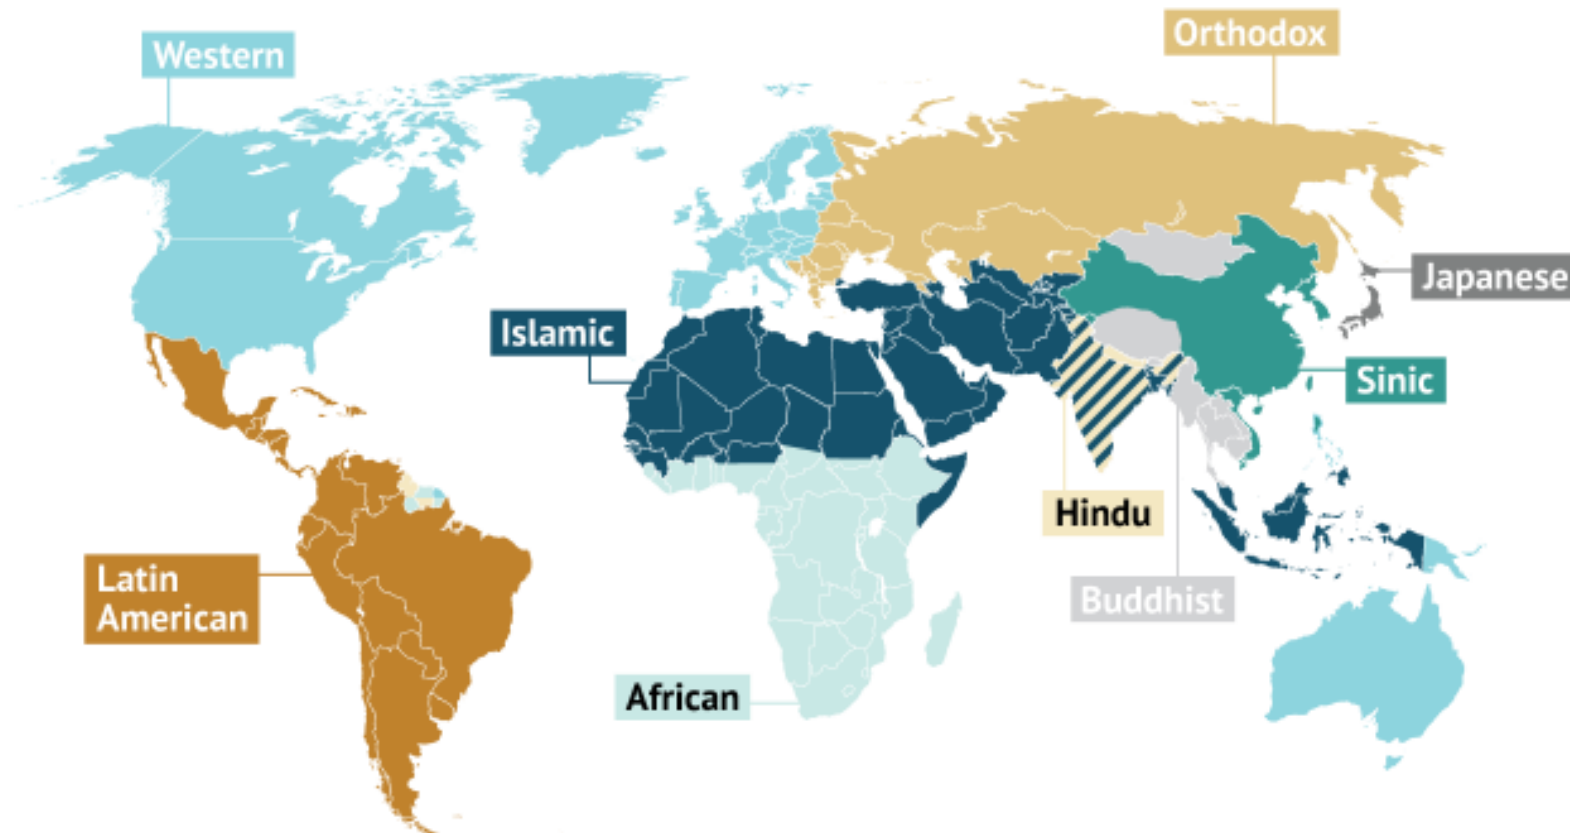 Western
Orthodox
Japanese
Islamic
Sinic
Hindu
Latin
American
Buddhist
African